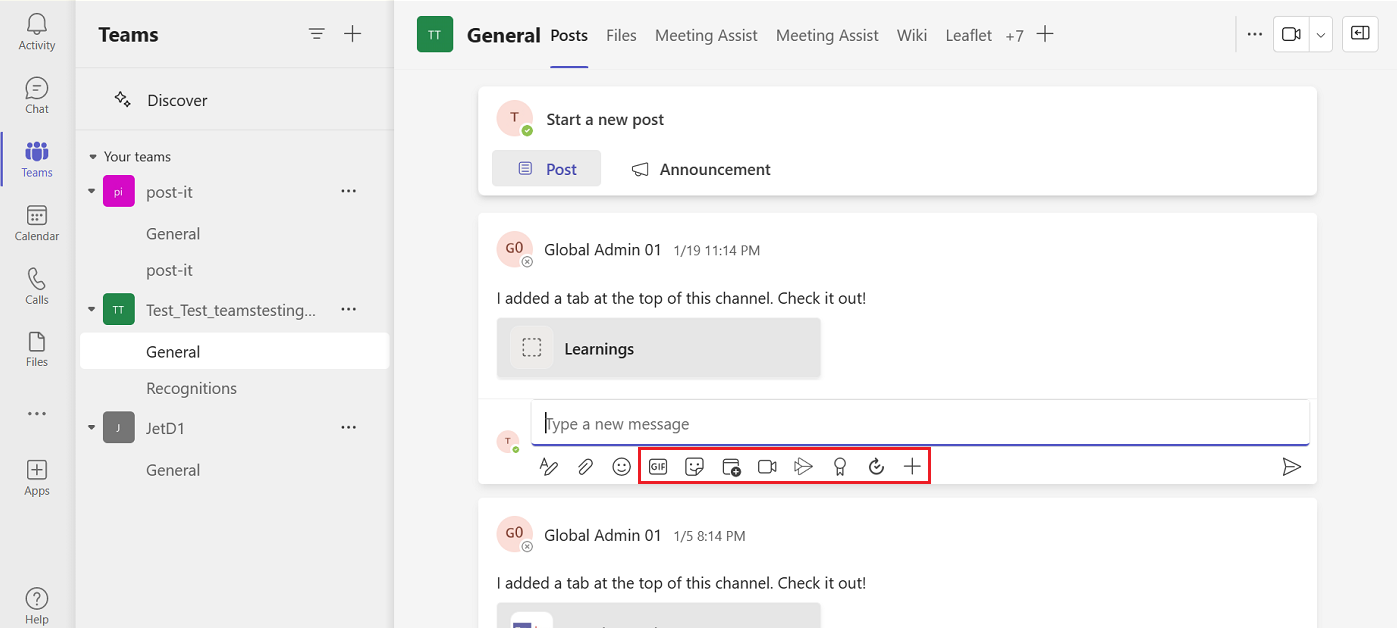 Activity
Chat
Teams
Calendar
Calls
Files
Apps
Help
Teams
Discover
Your teams
pi post-it
General
post-it
TT Test_Test_teamstesting...
General
Recognitions
J JetD1
General
TT General Posts Files Meeting Assist Meeting Assist Wiki Leaflet +7
T Start a new post
Post Announcement
G0 Global Admin 01 1/19 11:14 PM
I added a tab at the top of this channel. Check it out!
Learnings
T Type a new message
GIF
G0 Global Admin 01 1/5 8:14 PM
I added a tab at the top of this channel. Check it out!